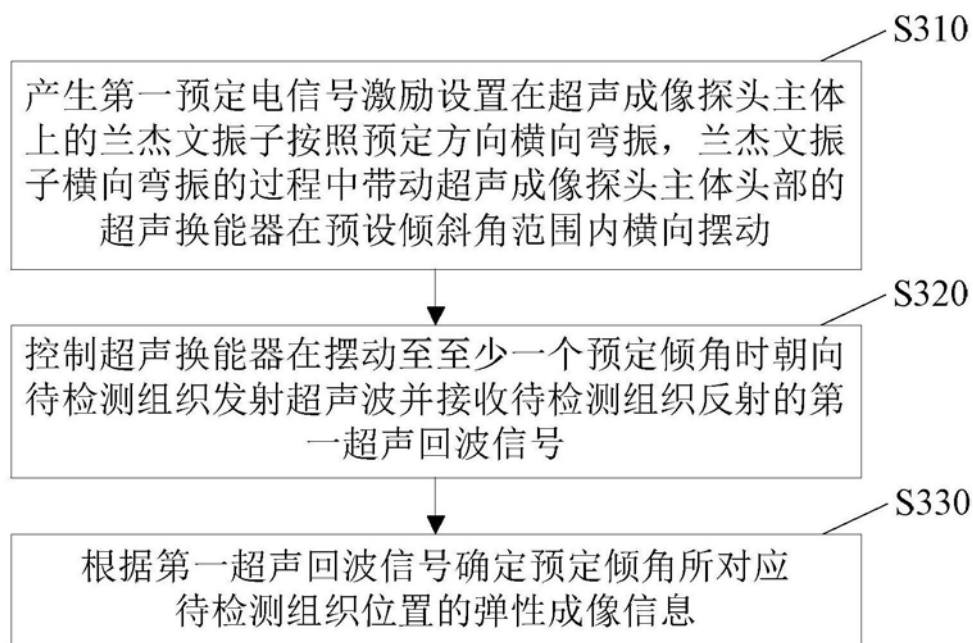 S310
产生第一预定电信号激励设置在超声成像探头主体
上的兰杰文振子按照预定方向横向弯振，兰杰文振
子横向弯振的过程中带动超声成像探头主体头部的
超声换能器在预设倾斜角范围内横向摆动
S320
控制超声换能器在摆动至至少一个预定倾角时朝向
待检测组织发射超声波并接收待检测组织反射的第
一超声回波信号
S330
根据第一超声回波信号确定预定倾角所对应
待检测组织位置的弹性成像信息